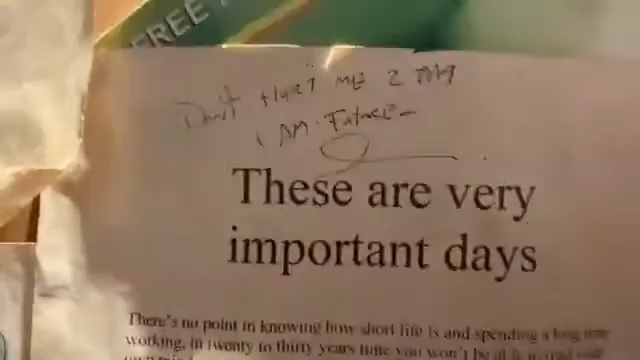 FREE
Don't Hurt me 2 day
I AM. Father
These are very
important days
There's no point in knowing how short life is and spending a long time
working, in twenty to thirty years time you won't be